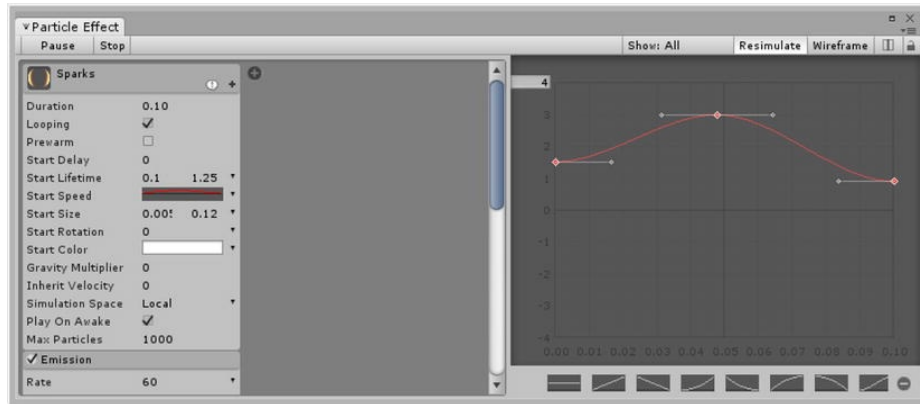 Particle Effect
Pause Stop Show: All Resimulate Wireframe
Sparks
Duration 0.10
Looping
Prewarm
Start Delay 0
Start Lifetime 0.1 1.25
Start Speed
Start Size 0.005 0.12
Start Rotation 0
Start Color
Gravity Multiplier 0
Inherit Velocity 0
Simulation Space Local
Play On Awake
Max Particles 1000
Emission
Rate 60
4
3
2
1
0
-1
-2
-3
-4
0.00 0.01 0.02 0.03 0.04 0.05 0.06 0.07 0.08 0.09 0.10